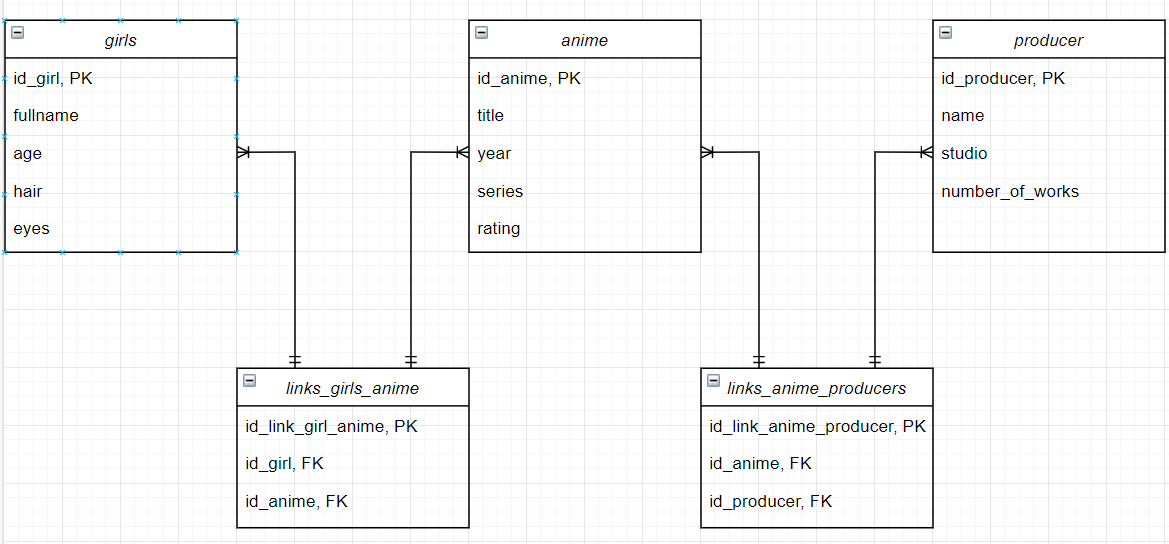 girls
id_girl, PK
fullname
age
hair
eyes
anime
id_anime, PK
title
year
series
rating
producer
id_producer, PK
name
studio
number_of_works
links_girls_anime
id_link_girl_anime, PK
id_girl, FK
id_anime, FK
links_anime_producers
id_link_anime_producer, PK
id_anime, FK
id_producer, FK